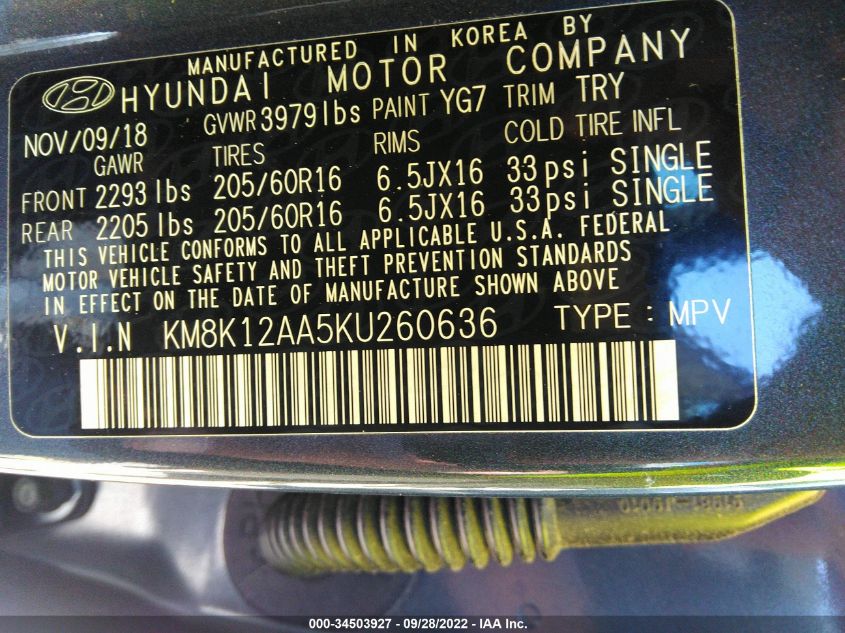 MANUFACTURED IN KOREA BY
HYUNDAI MOTOR COMPANY
NOV/09/18 GVWR 3979lbs PAINT YG7 TRIM TRY
GAWR TIRES RIMS COLD TIRE INFL
FRONT 2293 lbs 205/60R16 6.5JX16 33psi SINGLE
REAR 2205 lbs 205/60R16 6.5JX16 33psi SINGLE
THIS VEHICLE CONFORMS TO ALL APPLICABLE U.S.A. FEDERAL
MOTOR VEHICLE SAFETY AND THEFT PREVENTION STANDARDS
IN EFFECT ON THE DATE OF MANUFACTURE SHOWN ABOVE
V.I.N KM8K12AA5KU260636 TYPE : MPV
000-34503927 - 09/28/2022 - IAA Inc.